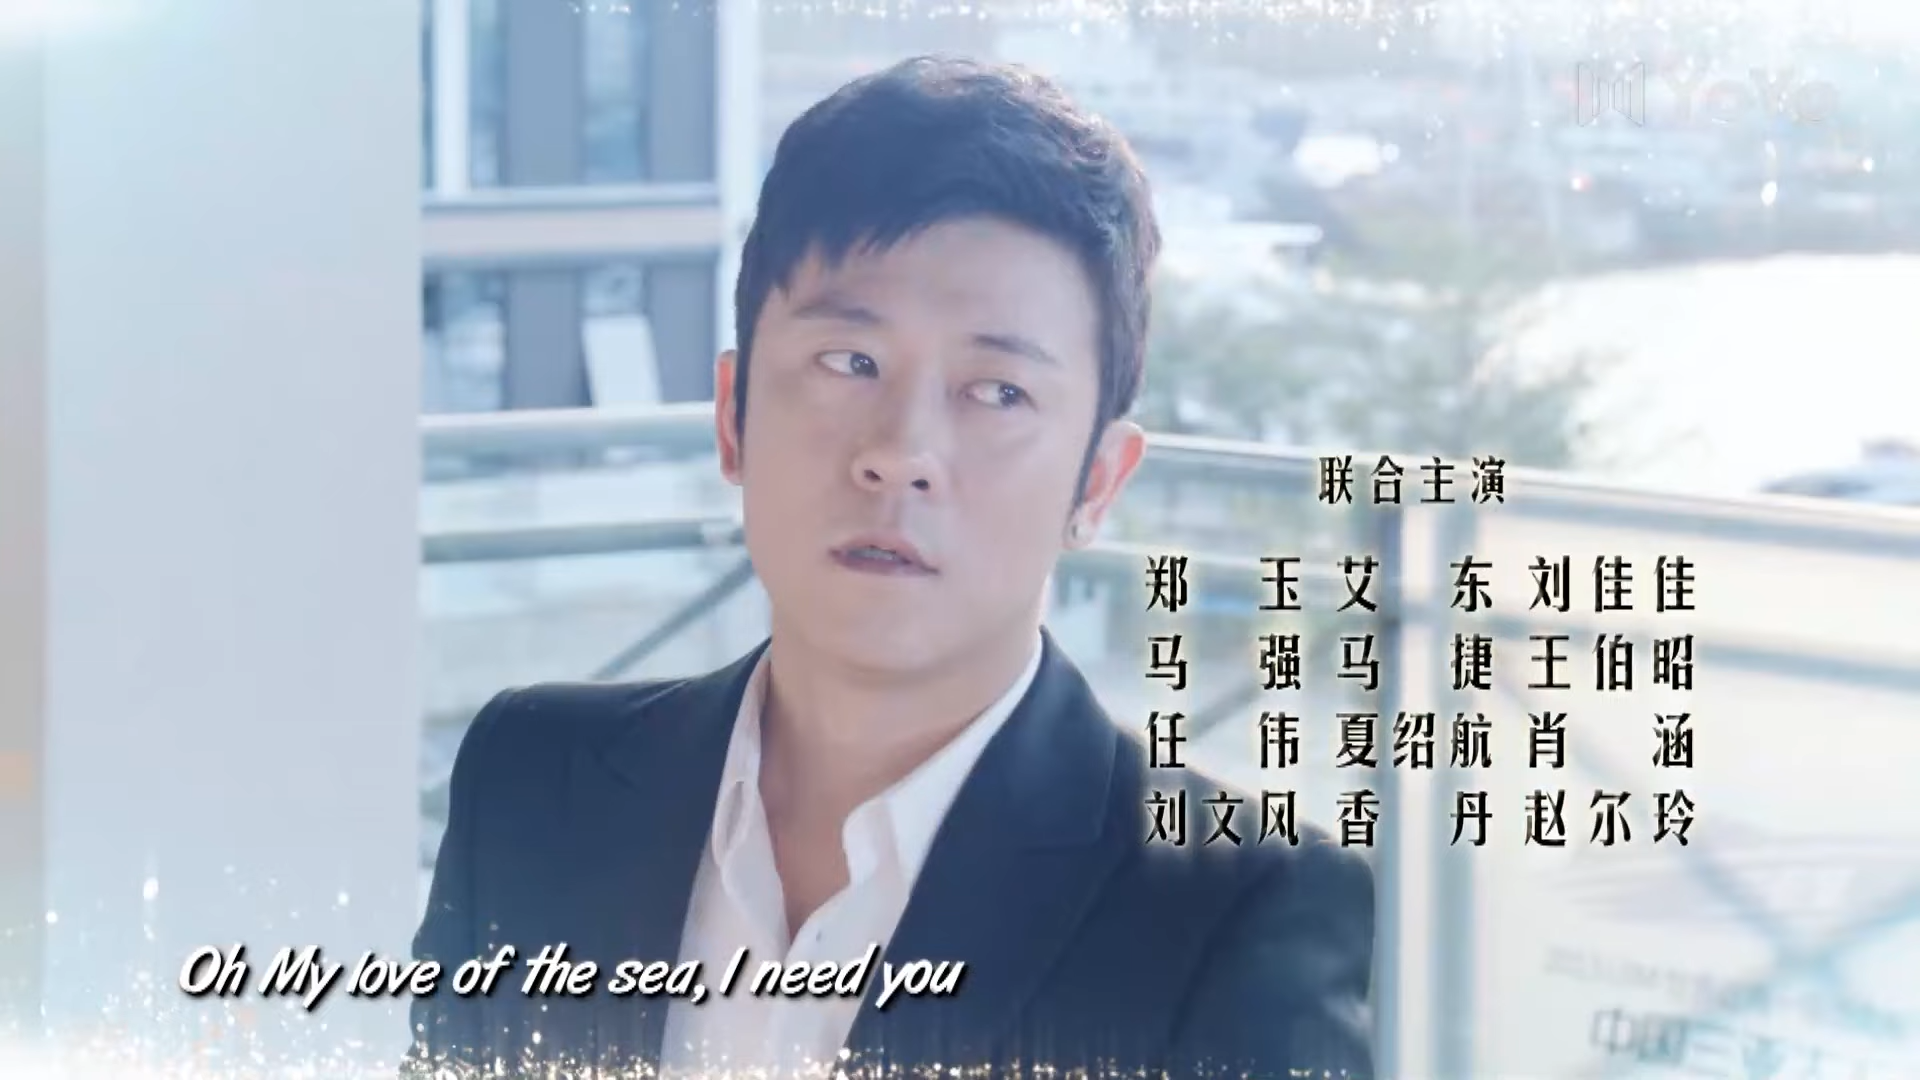 YoYo
联合主演
郑玉 艾东 刘佳佳
马强 马捷 王伯昭
任伟 夏绍航 肖涵
刘文风 香丹 赵尔玲
Oh My love of the sea, I need you